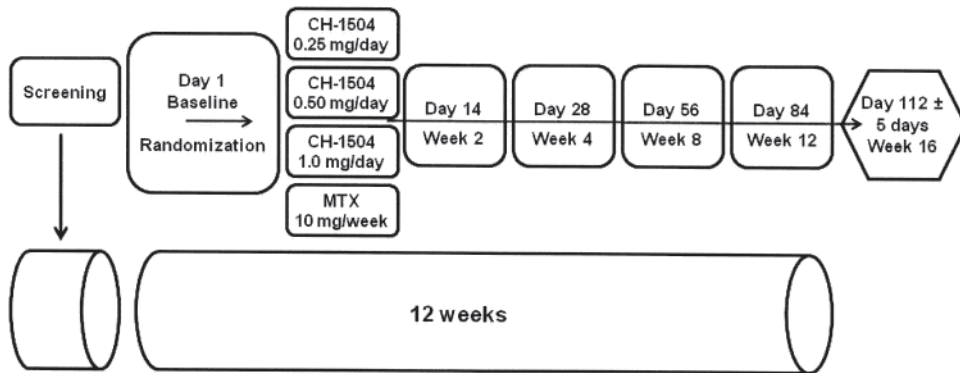 Screening
Day 1
Baseline
Randomization
CH-1504
0.25 mg/day
CH-1504
0.50 mg/day
CH-1504
1.0 mg/day
MTX
10 mg/week
Day 14
Week 2
Day 28
Week 4
Day 56
Week 8
Day 84
Week 12
Day 112 ±
5 days
Week 16
12 weeks